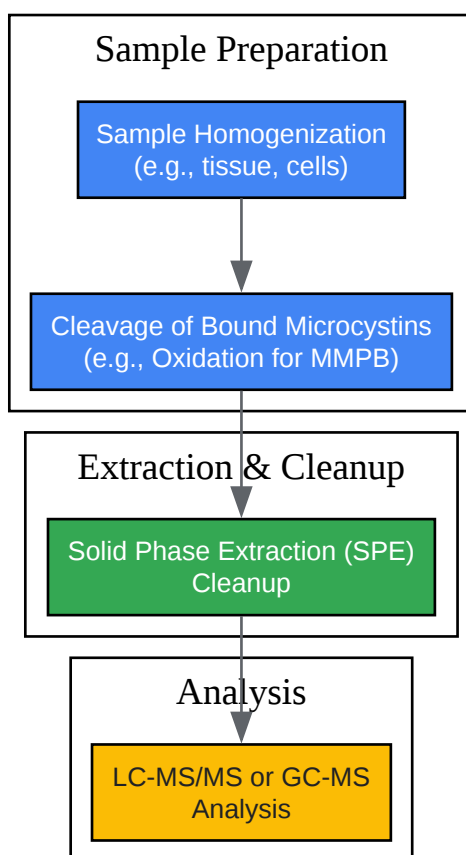 Sample Preparation
Sample Homogenization
(e.g., tissue, cells)
Cleavage of Bound Microcystins
(e.g., Oxidation for MMPB)
Extraction & Cleanup
Solid Phase Extraction (SPE)
Cleanup
Analysis
LC-MS/MS or GC-MS
Analysis